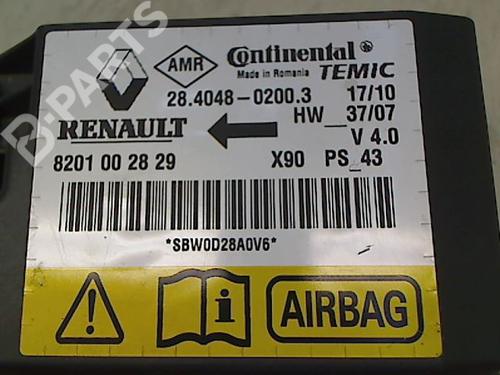 B-PARTS
AMR Continental
Made in Romania TEMIC
28.4048-0200.3 17/10
RENAULT HW_37/07
V 4.0
8201 00 28 29 X90 PS_43
*SBW0D28A0V6*
AIRBAG